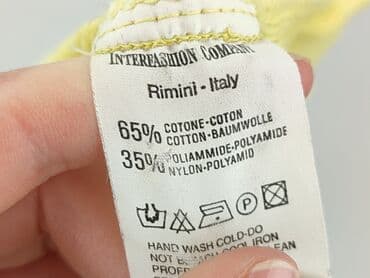 INTERFASHION COMPANY
Rimini - Italy
65% COTONE-COTON
COTTON-BAUMWOLLE
35% POLIAMMIDE-POLYAMIDE
NYLON-POLYAMID
P
HAND WASH COLD-DO
NOT BLEACH COOL IRON